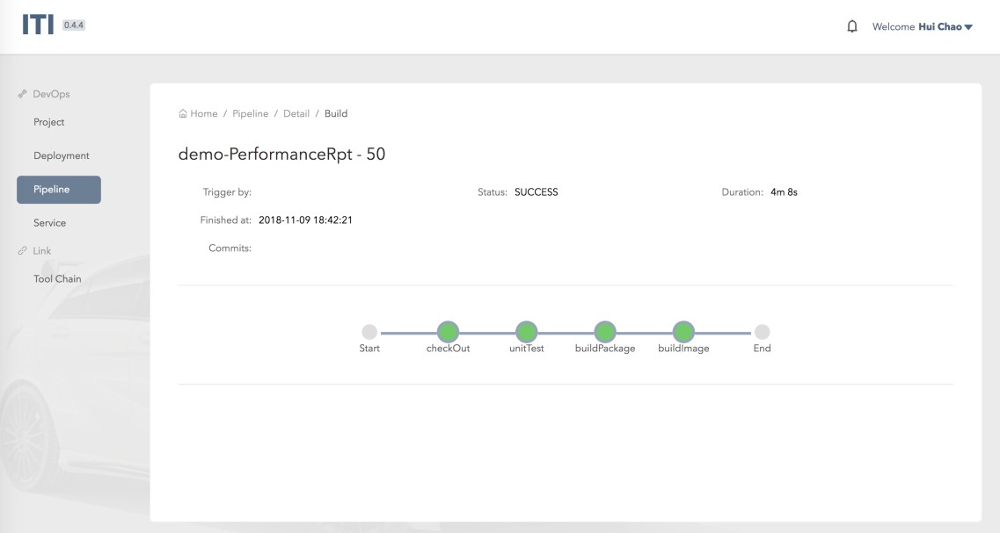 ITI 0.4.4
Welcome Hui Chao
DevOps
Project
Deployment
Pipeline
Service
Link
Tool Chain
Home / Pipeline / Detail / Build
demo-PerformanceRpt - 50
Trigger by: Status: SUCCESS Duration: 4m 8s
Finished at: 2018-11-09 18:42:21
Commits:
Start checkOut unitTest buildPackage buildImage End